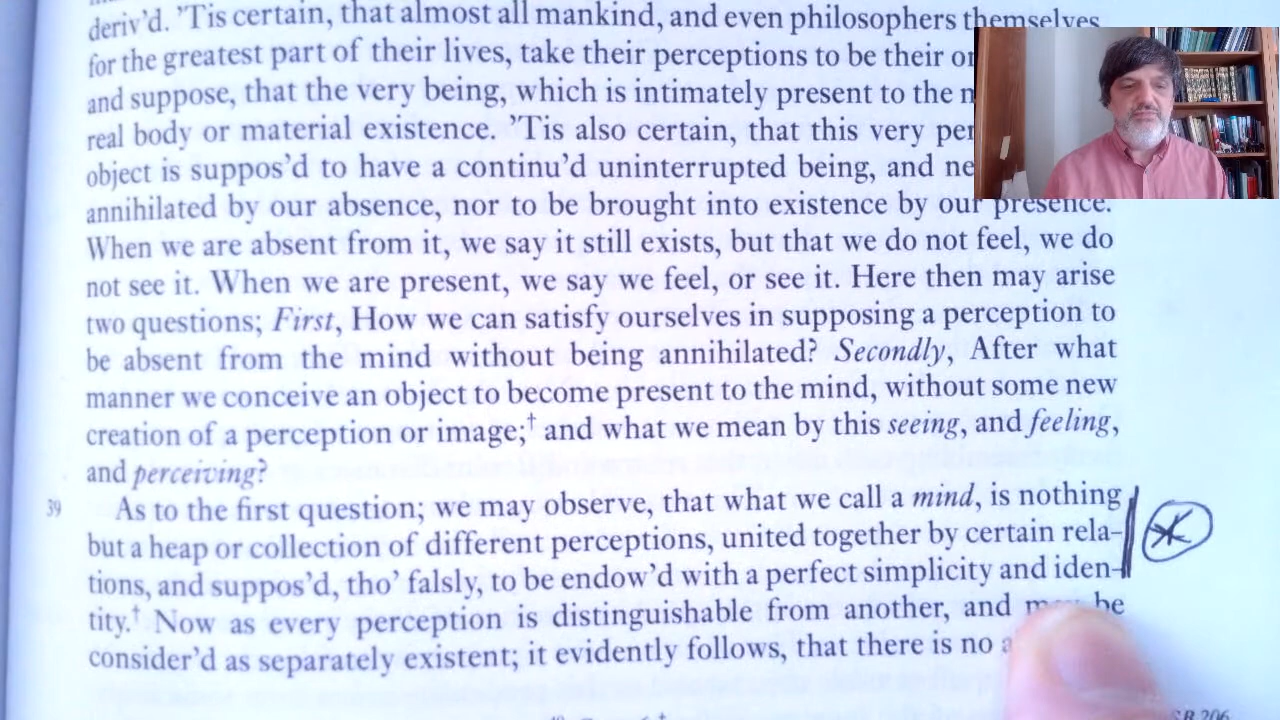 deriv'd. 'Tis certain, that almost all mankind, and even philosophers themselves
for the greatest part of their lives, take their perceptions to be their
and suppose, that the very being, which is intimately present to the
real body or material existence. 'Tis also certain, that this very
object is suppos'd to have a continu'd uninterrupted being, and
annihilated by our absence, nor to be brought into existence by our presence.
When we are absent from it, we say it still exists, but that we do not feel, we do
not see it. When we are present, we say we feel, or see it. Here then may arise
two questions; First, How we can satisfy ourselves in supposing a perception to
be absent from the mind without being annihilated? Secondly, After what
manner we conceive an object to become present to the mind, without some new
creation of a perception or image;† and what we mean by this seeing, and feeling,
and perceiving?
39 As to the first question; we may observe, that what we call a mind, is nothing
but a heap or collection of different perceptions, united together by certain rela-
tions, and suppos'd, tho' falsly, to be endow'd with a perfect simplicity and iden-
tity.† Now as every perception is distinguishable from another, and may be
consider'd as separately existent; it evidently follows, that there is no
SB 206